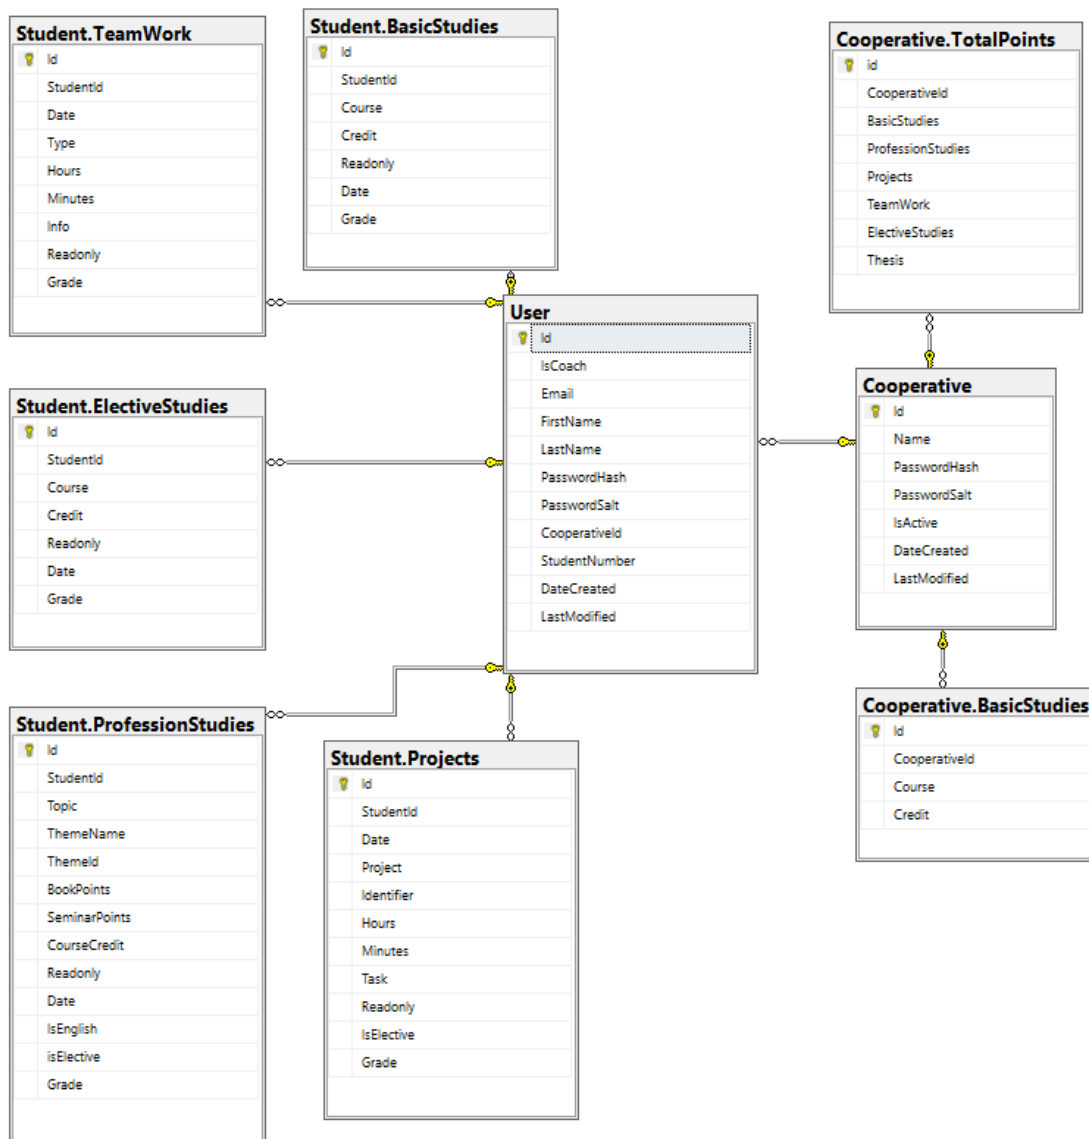 Student.TeamWork
Id
StudentId
Date
Type
Hours
Minutes
Info
Readonly
Grade
Student.BasicStudies
Id
StudentId
Course
Credit
Readonly
Date
Grade
Cooperative.TotalPoints
id
CooperativeId
BasicStudies
ProfessionStudies
Projects
TeamWork
ElectiveStudies
Thesis
User
Id
IsCoach
Email
FirstName
LastName
PasswordHash
PasswordSalt
CooperativeId
StudentNumber
DateCreated
LastModified
Cooperative
Id
Name
PasswordHash
PasswordSalt
IsActive
DateCreated
LastModified
Student.ElectiveStudies
Id
StudentId
Course
Credit
Readonly
Date
Grade
Student.ProfessionStudies
Id
StudentId
Topic
ThemeName
ThemeId
BookPoints
SeminarPoints
CourseCredit
Readonly
Date
IsEnglish
isElective
Grade
Student.Projects
Id
StudentId
Date
Project
Identifier
Hours
Minutes
Task
Readonly
IsElective
Grade
Cooperative.BasicStudies
Id
CooperativeId
Course
Credit